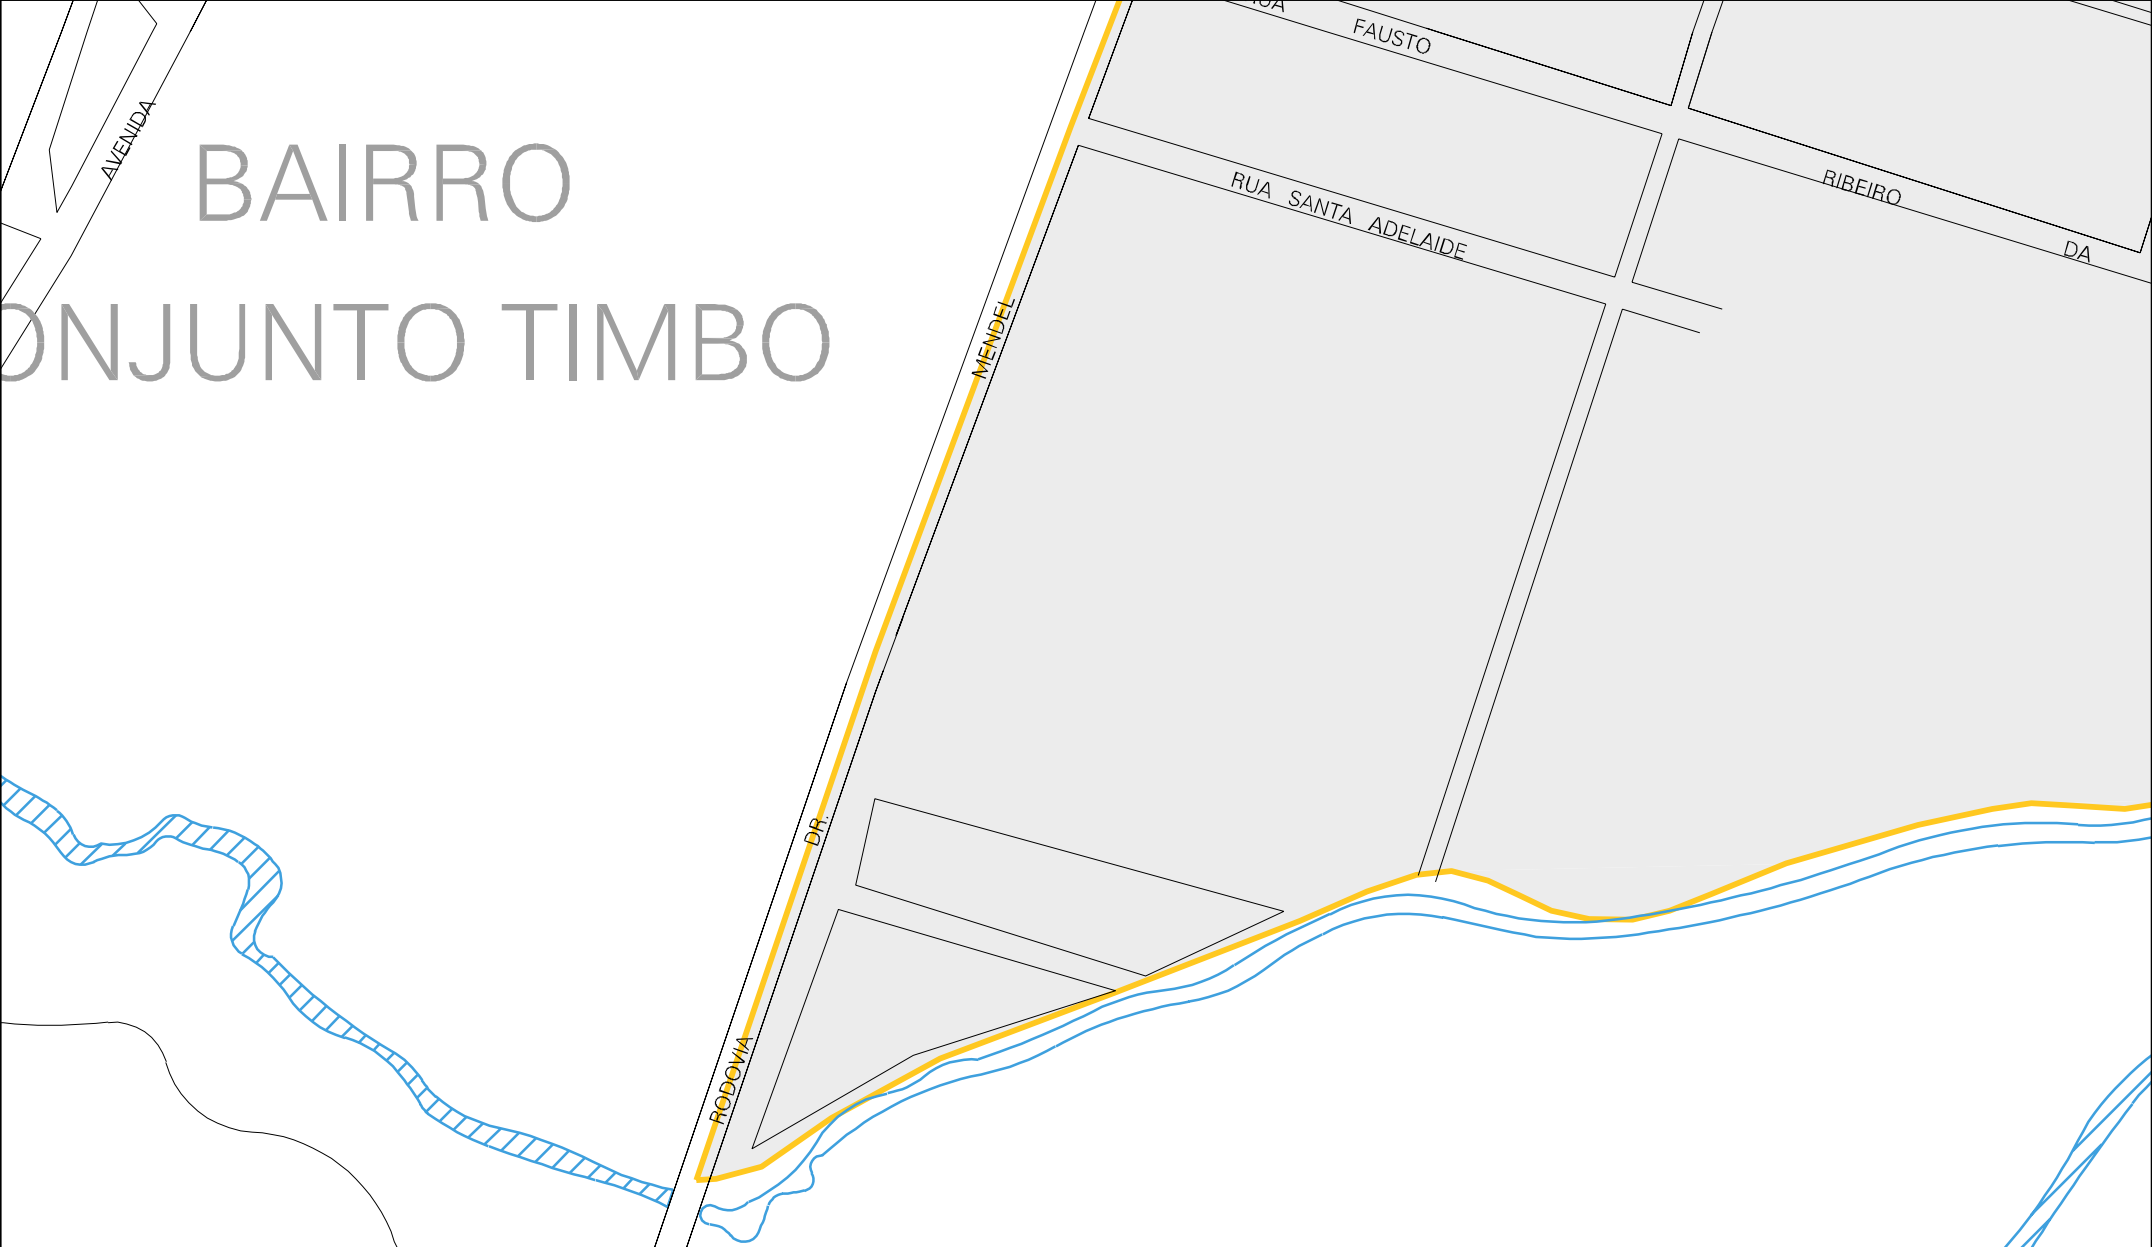 FAUSTO
AVENIDA
BAIRRO
RIBEIRO
RUA SANTA ADELAIDE
DA
ONJUNTO TIMBO
MENDEL
DR.
RODOVIA